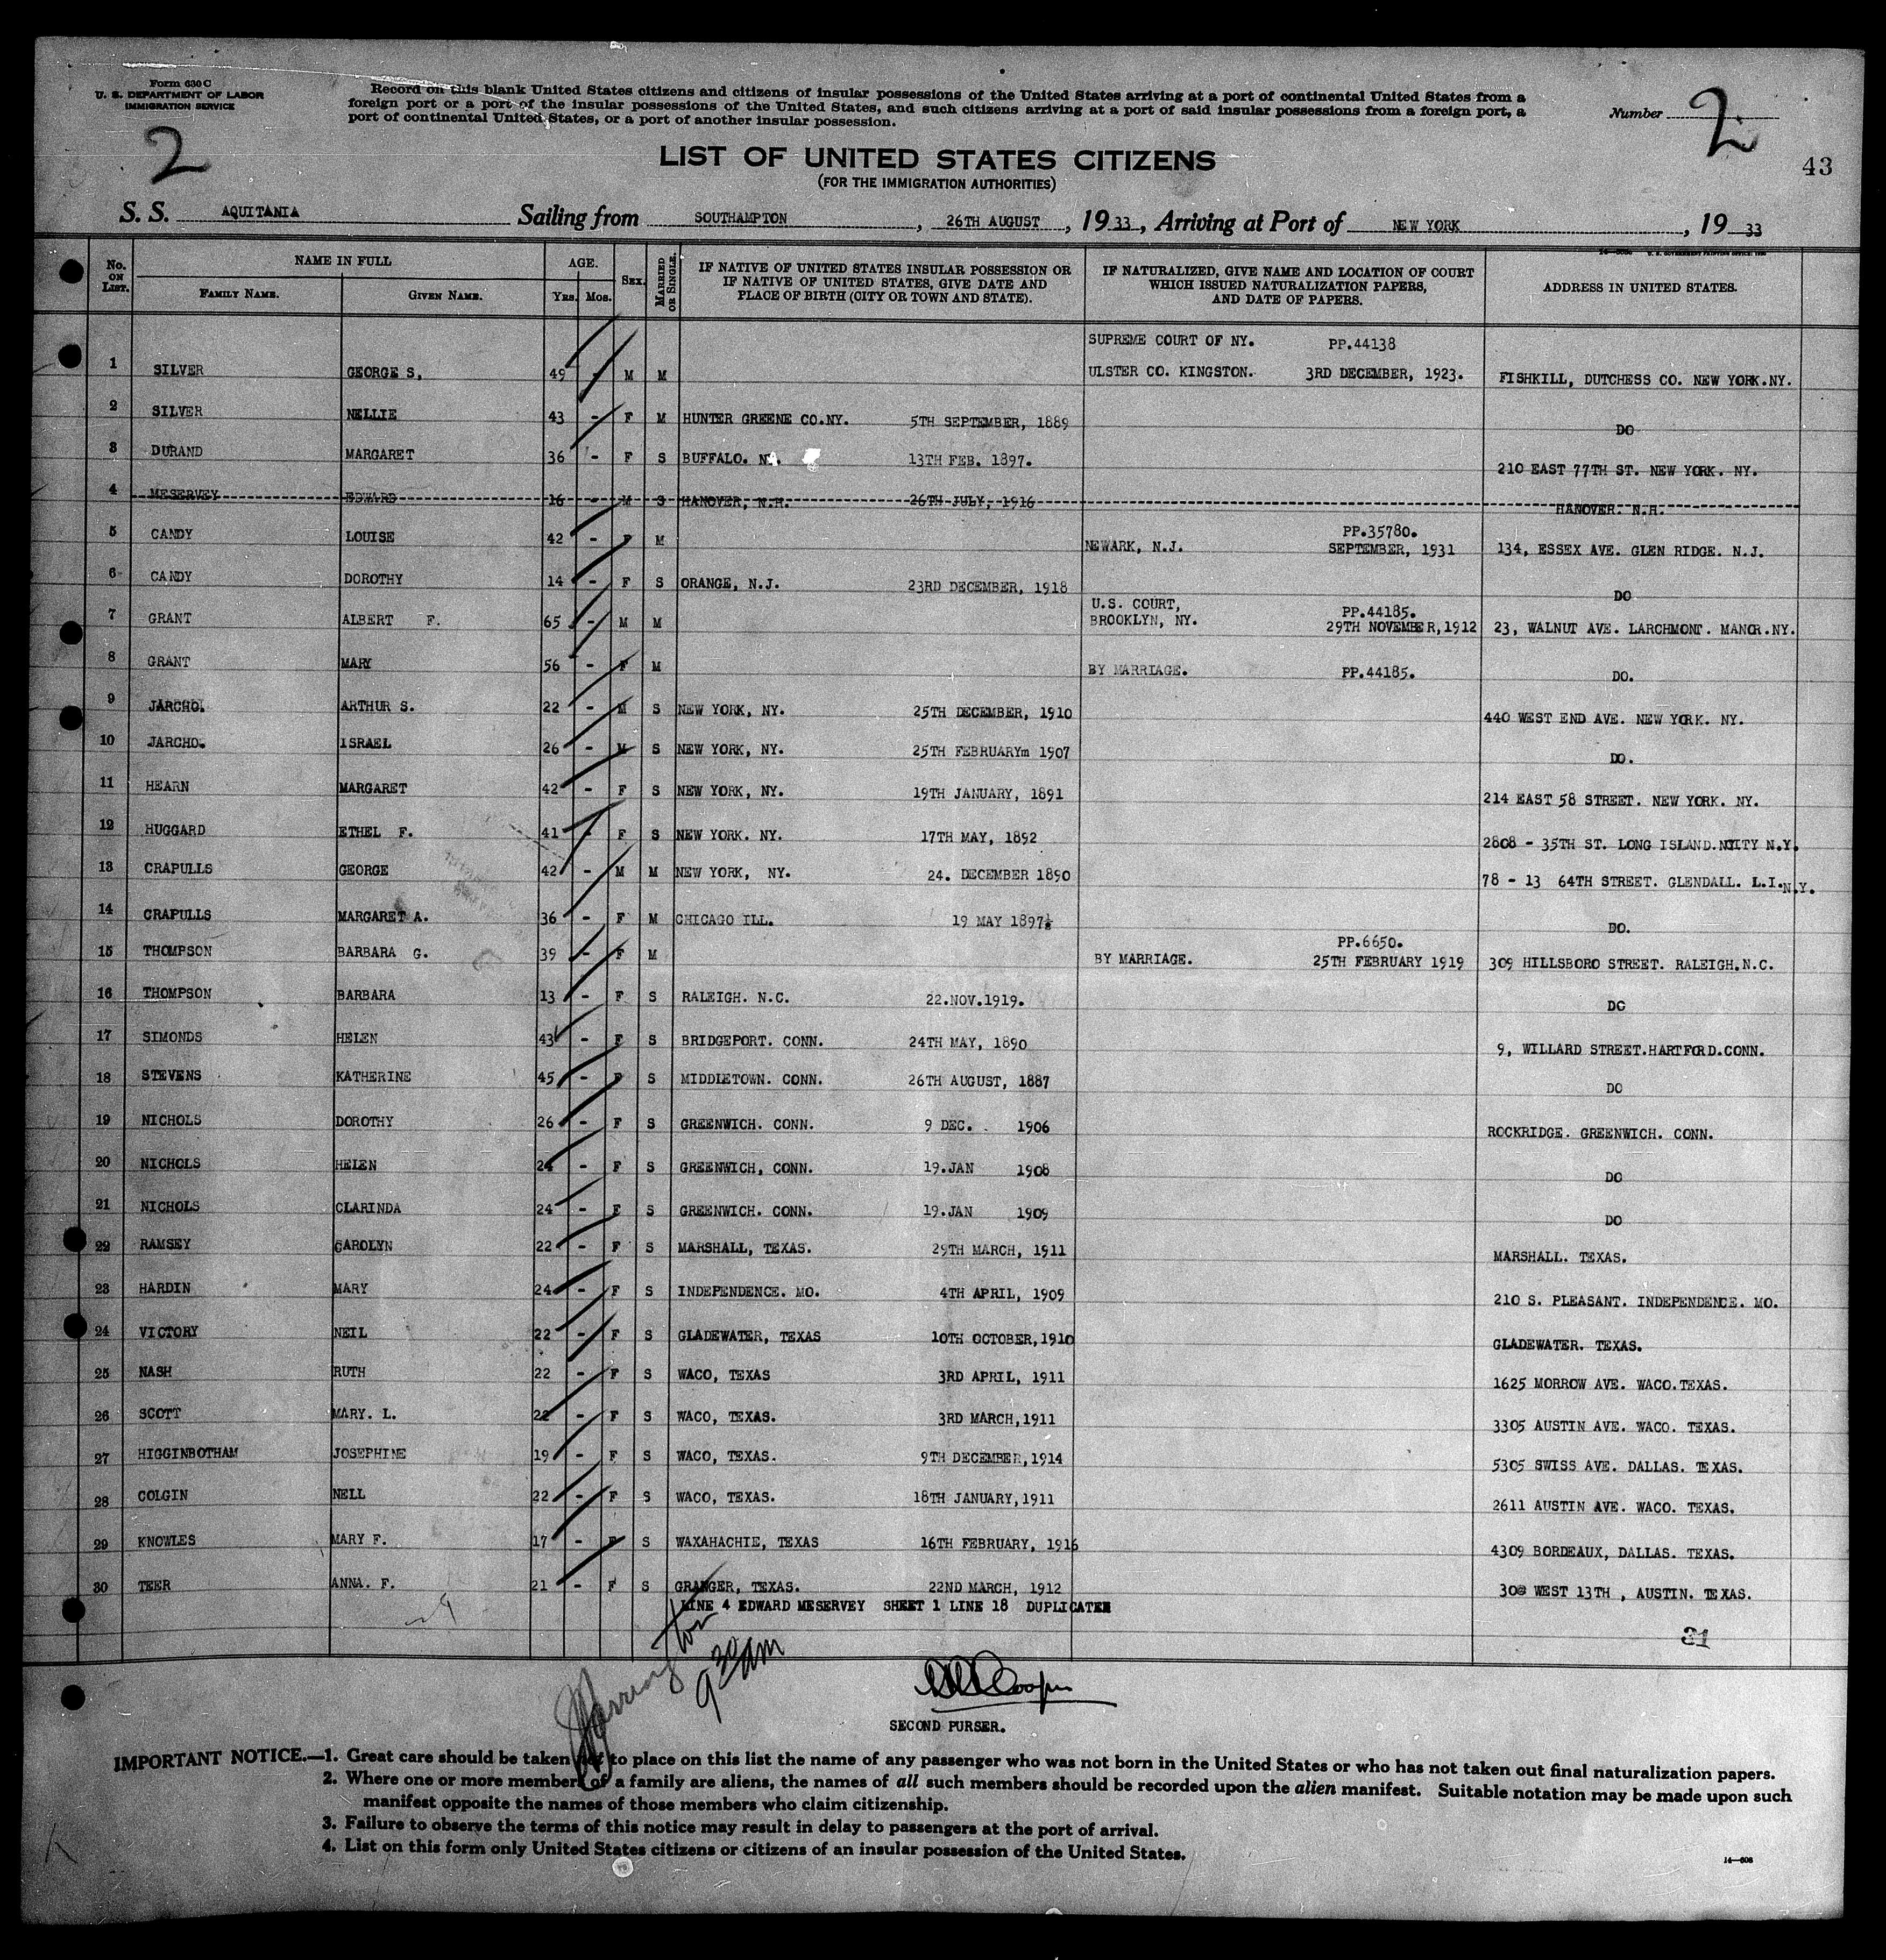 Form 630 C
U. S. DEPARTMENT OF LABOR
IMMIGRATION SERVICE
Record on this blank United States citizens and citizens of insular possessions of the United States arriving at a port of continental United States from a
foreign port or a port of the insular possessions of the United States, and such citizens arriving at a port of said insular possessions from a foreign port, a
port of continental United States, or a port of another insular possession.
Number 2
2
43
LIST OF UNITED STATES CITIZENS
(FOR THE IMMIGRATION AUTHORITIES)
S. S. AQUITANIA Sailing from SOUTHAMPTON, 26TH AUGUST, 1933, Arriving at Port of NEW YORK, 1933
No. ON LIST. NAME IN FULL FAMILY NAME. GIVEN NAME. AGE. Yrs. Mos. SEX. MARRIED OR SINGLE. IF NATIVE OF UNITED STATES INSULAR POSSESSION OR IF NATIVE OF UNITED STATES, GIVE DATE AND PLACE OF BIRTH (CITY OR TOWN AND STATE). IF NATURALIZED, GIVE NAME AND LOCATION OF COURT WHICH ISSUED NATURALIZATION PAPERS, AND DATE OF PAPERS. ADDRESS IN UNITED STATES.
SUPREME COURT OF NY. PP.44138
1 SILVER GEORGE S. 49 - M M ULSTER CO. KINGSTON. 3RD DECEMBER, 1923. FISHKILL, DUTCHESS CO. NEW YORK.NY.
2 SILVER NELLIE 43 - F M HUNTER GREENE CO.NY. 5TH SEPTEMBER, 1889 DO
3 DURAND MARGARET 36 - F S BUFFALO. N. 13TH FEB. 1897. 210 EAST 77TH ST. NEW YORK. NY.
4 MESERVEY EDWARD 16 - M S HANOVER, N.H. 26TH JULY, 1916 HANOVER. N.H.
PP.35780.
5 CANDY LOUISE 42 - F M NEWARK, N.J. SEPTEMBER, 1931 134, ESSEX AVE. GLEN RIDGE. N.J.
6 CANDY DOROTHY 14 - F S ORANGE, N.J. 23RD DECEMBER, 1918 DO
U.S. COURT, PP.44185.
7 GRANT ALBERT F. 65 - M M BROOKLYN, NY. 29TH NOVEMBER,1912 23, WALNUT AVE. LARCHMONT. MANOR.NY.
8 GRANT MARY 56 - F M BY MARRIAGE. PP.44185. DO.
9 JARCHO. ARTHUR S. 22 - M S NEW YORK, NY. 25TH DECEMBER, 1910 440 WEST END AVE. NEW YORK. NY.
10 JARCHO. ISRAEL 26 - M S NEW YORK, NY. 25TH FEBRUARYm 1907 DO.
11 HEARN MARGARET 42 - F S NEW YORK, NY. 19TH JANUARY, 1891 214 EAST 58 STREET. NEW YORK. NY.
12 HUGGARD ETHEL F. 41 - F S NEW YORK. NY. 17TH MAY, 1892 2808 - 35TH ST. LONG ISLAND. N.Y.
13 CRAPULLS GEORGE 42 - M M NEW YORK, NY. 24. DECEMBER 1890 78 - 13 64TH STREET. GLENDALL. L.I.N.Y.
14 CRAPULLS MARGARET A. 36 - F M CHICAGO ILL. 19 MAY 1897 DO.
PP.6650.
15 THOMPSON BARBARA G. 39 - F M BY MARRIAGE. 25TH FEBRUARY 1919 309 HILLSBORO STREET. RALEIGH.N.C.
16 THOMPSON BARBARA 13 - F S RALEIGH. N.C. 22.NOV.1919. DO
17 SIMONDS HELEN 43 - F S BRIDGEPORT. CONN. 24TH MAY, 1890 9, WILLARD STREET.HARTFORD.CONN.
18 STEVENS KATHERINE 45 - F S MIDDLETOWN. CONN. 26TH AUGUST, 1887 DO
19 NICHOLS DOROTHY 26 - F S GREENWICH. CONN. 9 DEC. 1906 ROCKRIDGE. GREENWICH. CONN.
20 NICHOLS HELEN 24 - F S GREENWICH, CONN. 19.JAN 1908 DO
21 NICHOLS CLARINDA 24 - F S GREENWICH. CONN. 19.JAN 1909 DO
22 RAMSEY CAROLYN 22 - F S MARSHALL, TEXAS. 29TH MARCH, 1911 MARSHALL. TEXAS.
23 HARDIN MARY 24 - F S INDEPENDENCE. MO. 4TH APRIL, 1909 210 S. PLEASANT. INDEPENDENCE. MO.
24 VICTORY NEIL 22 - F S GLADEWATER, TEXAS 10TH OCTOBER,1910 GLADEWATER. TEXAS.
25 NASH RUTH 22 - F S WACO, TEXAS 3RD APRIL, 1911 1625 MORROW AVE. WACO.TEXAS.
26 SCOTT MARY. L. 22 - F S WACO, TEXAS. 3RD MARCH,1911 3305 AUSTIN AVE. WACO. TEXAS.
27 HIGGINBOTHAM JOSEPHINE 19 - F S WACO, TEXAS. 9TH DECEMBER,1914 5305 SWISS AVE. DALLAS. TEXAS.
28 COLGIN NELL 22 - F S WACO, TEXAS. 18TH JANUARY,1911 2611 AUSTIN AVE. WACO. TEXAS.
29 KNOWLES MARY F. 17 - F S WAXAHACHIE, TEXAS 16TH FEBRUARY, 1916 4309 BORDEAUX, DALLAS. TEXAS.
30 TEER ANNA. F. 21 - F S GRANGER, TEXAS. 22ND MARCH, 1912 WEST 13TH , AUSTIN. TEXAS.
LINE 4 EDWARD MESERVEY SHEET 1 LINE 18 DUPLICATED
Harrington
9 30 am
Cooper
SECOND PURSER.
IMPORTANT NOTICE.—1. Great care should be taken not to place on this list the name of any passenger who was not born in the United States or who has not taken out final naturalization papers.
2. Where one or more members of a family are aliens, the names of all such members should be recorded upon the alien manifest. Suitable notation may be made upon such
manifest opposite the names of those members who claim citizenship.
3. Failure to observe the terms of this notice may result in delay to passengers at the port of arrival.
4. List on this form only United States citizens or citizens of an insular possession of the United States.